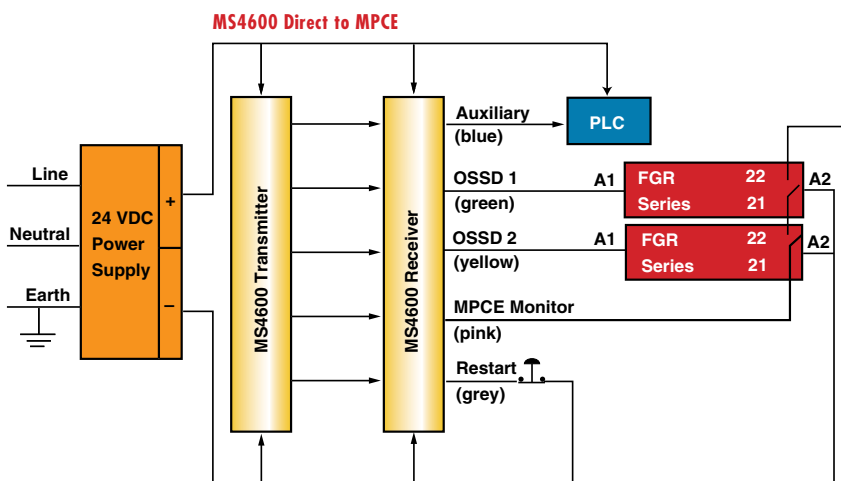 MS4600 Direct to MPCE
Line
Neutral
Earth
24 VDC
Power
Supply
+
–
MS4600 Transmitter
MS4600 Receiver
Auxiliary
(blue)
PLC
OSSD 1
(green)
A1
FGR
Series
22
21
A2
OSSD 2
(yellow)
A1
FGR
Series
22
21
A2
MPCE Monitor
(pink)
Restart
(grey)